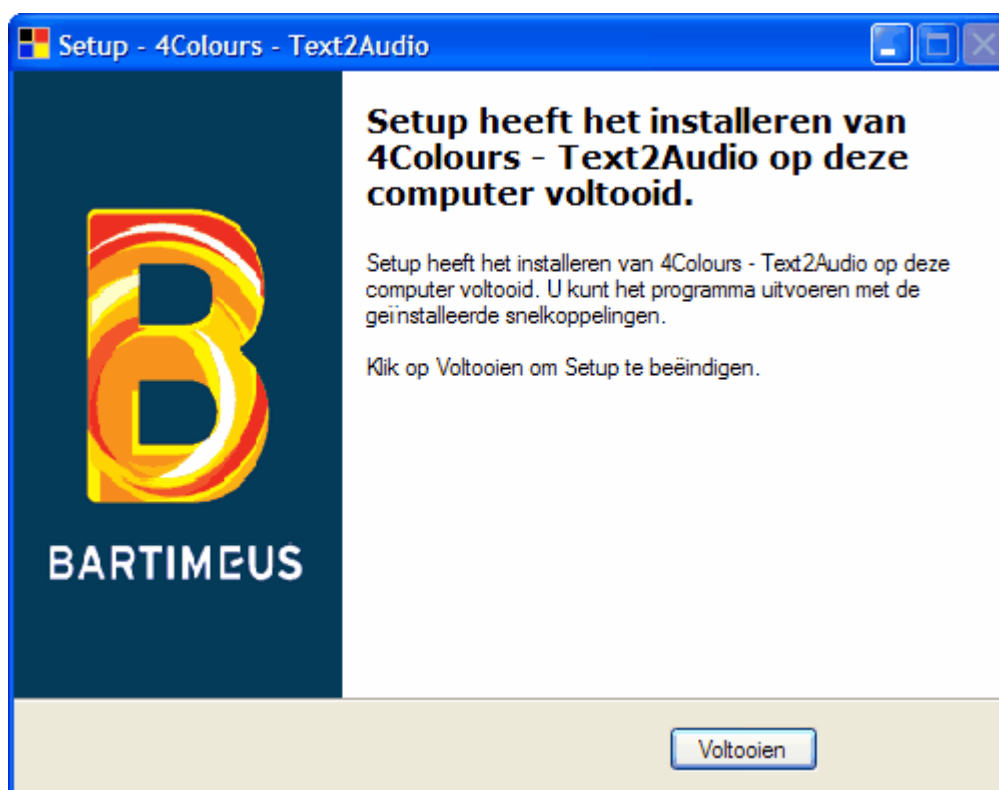 Setup - 4Colours - Text2Audio
Setup heeft het installeren van
4Colours - Text2Audio op deze
computer voltooid.
Setup heeft het installeren van 4Colours - Text2Audio op deze
computer voltooid. U kunt het programma uitvoeren met de
geïnstalleerde snelkoppelingen.
Klik op Voltooien om Setup te beëindigen.
BARTIMEUS
Voltooien